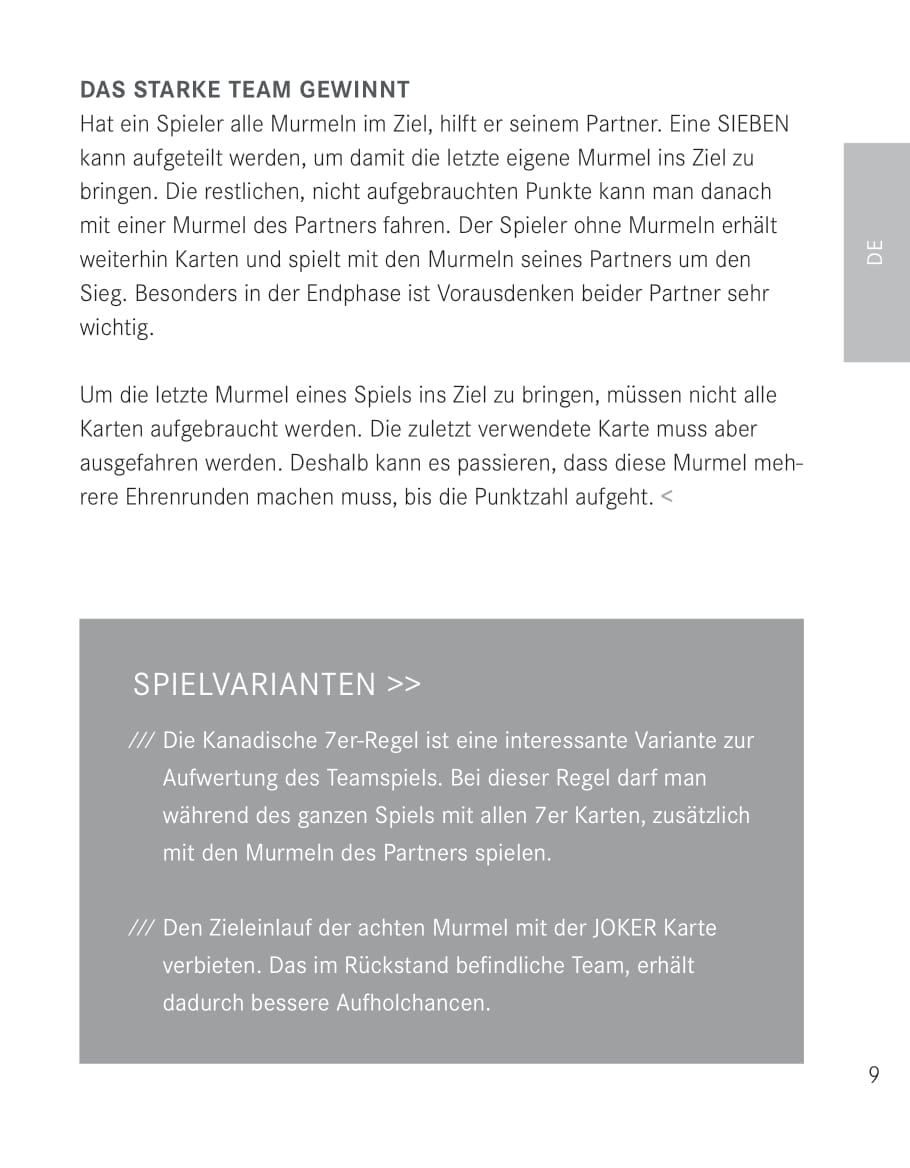 DAS STARKE TEAM GEWINNT
Hat ein Spieler alle Murmeln im Ziel, hilft er seinem Partner. Eine SIEBEN
kann aufgeteilt werden, um damit die letzte eigene Murmel ins Ziel zu
bringen. Die restlichen, nicht aufgebrauchten Punkte kann man danach
mit einer Murmel des Partners fahren. Der Spieler ohne Murmeln erhält
weiterhin Karten und spielt mit den Murmeln seines Partners um den
Sieg. Besonders in der Endphase ist Vorausdenken beider Partner sehr
wichtig.
Um die letzte Murmel eines Spiels ins Ziel zu bringen, müssen nicht alle
Karten aufgebraucht werden. Die zuletzt verwendete Karte muss aber
ausgefahren werden. Deshalb kann es passieren, dass diese Murmel meh-
rere Ehrenrunden machen muss, bis die Punktzahl aufgeht. <
DE
SPIELVARIANTEN >>
/// Die Kanadische 7er-Regel ist eine interessante Variante zur
Aufwertung des Teamspiels. Bei dieser Regel darf man
während des ganzen Spiels mit allen 7er Karten, zusätzlich
mit den Murmeln des Partners spielen.
/// Den Zieleinlauf der achten Murmel mit der JOKER Karte
verbieten. Das im Rückstand befindliche Team, erhält
dadurch bessere Aufholchancen.
9